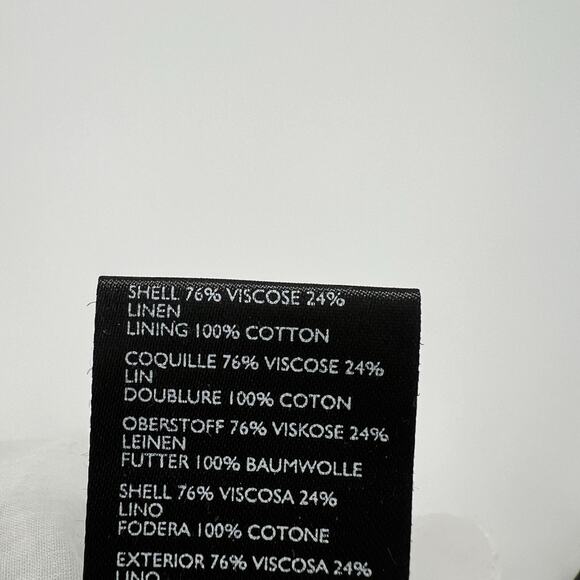 SHELL 76% VISCOSE 24%
LINEN
LINING 100% COTTON
COQUILLE 76% VISCOSE 24%
LIN
DOUBLURE 100% COTON
OBERSTOFF 76% VISKOSE 24%
LEINEN
FUTTER 100% BAUMWOLLE
SHELL 76% VISCOSA 24%
LINO
FODERA 100% COTONE
EXTERIOR 76% VISCOSA 24%
LINO